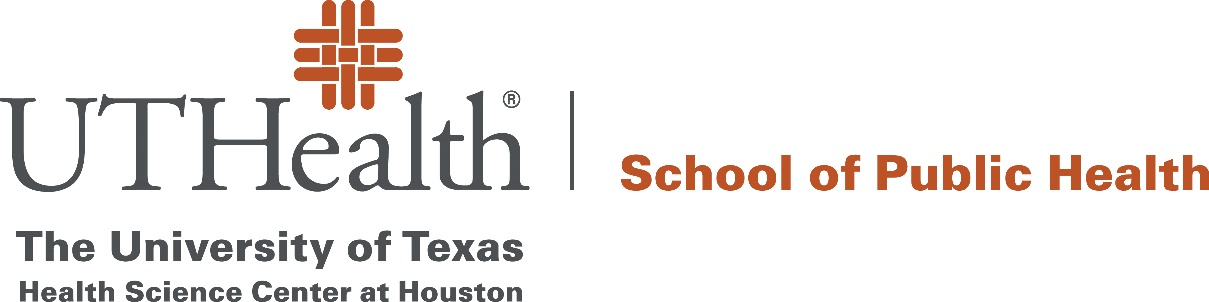 UTHealth®
School of Public Health
The University of Texas
Health Science Center at Houston